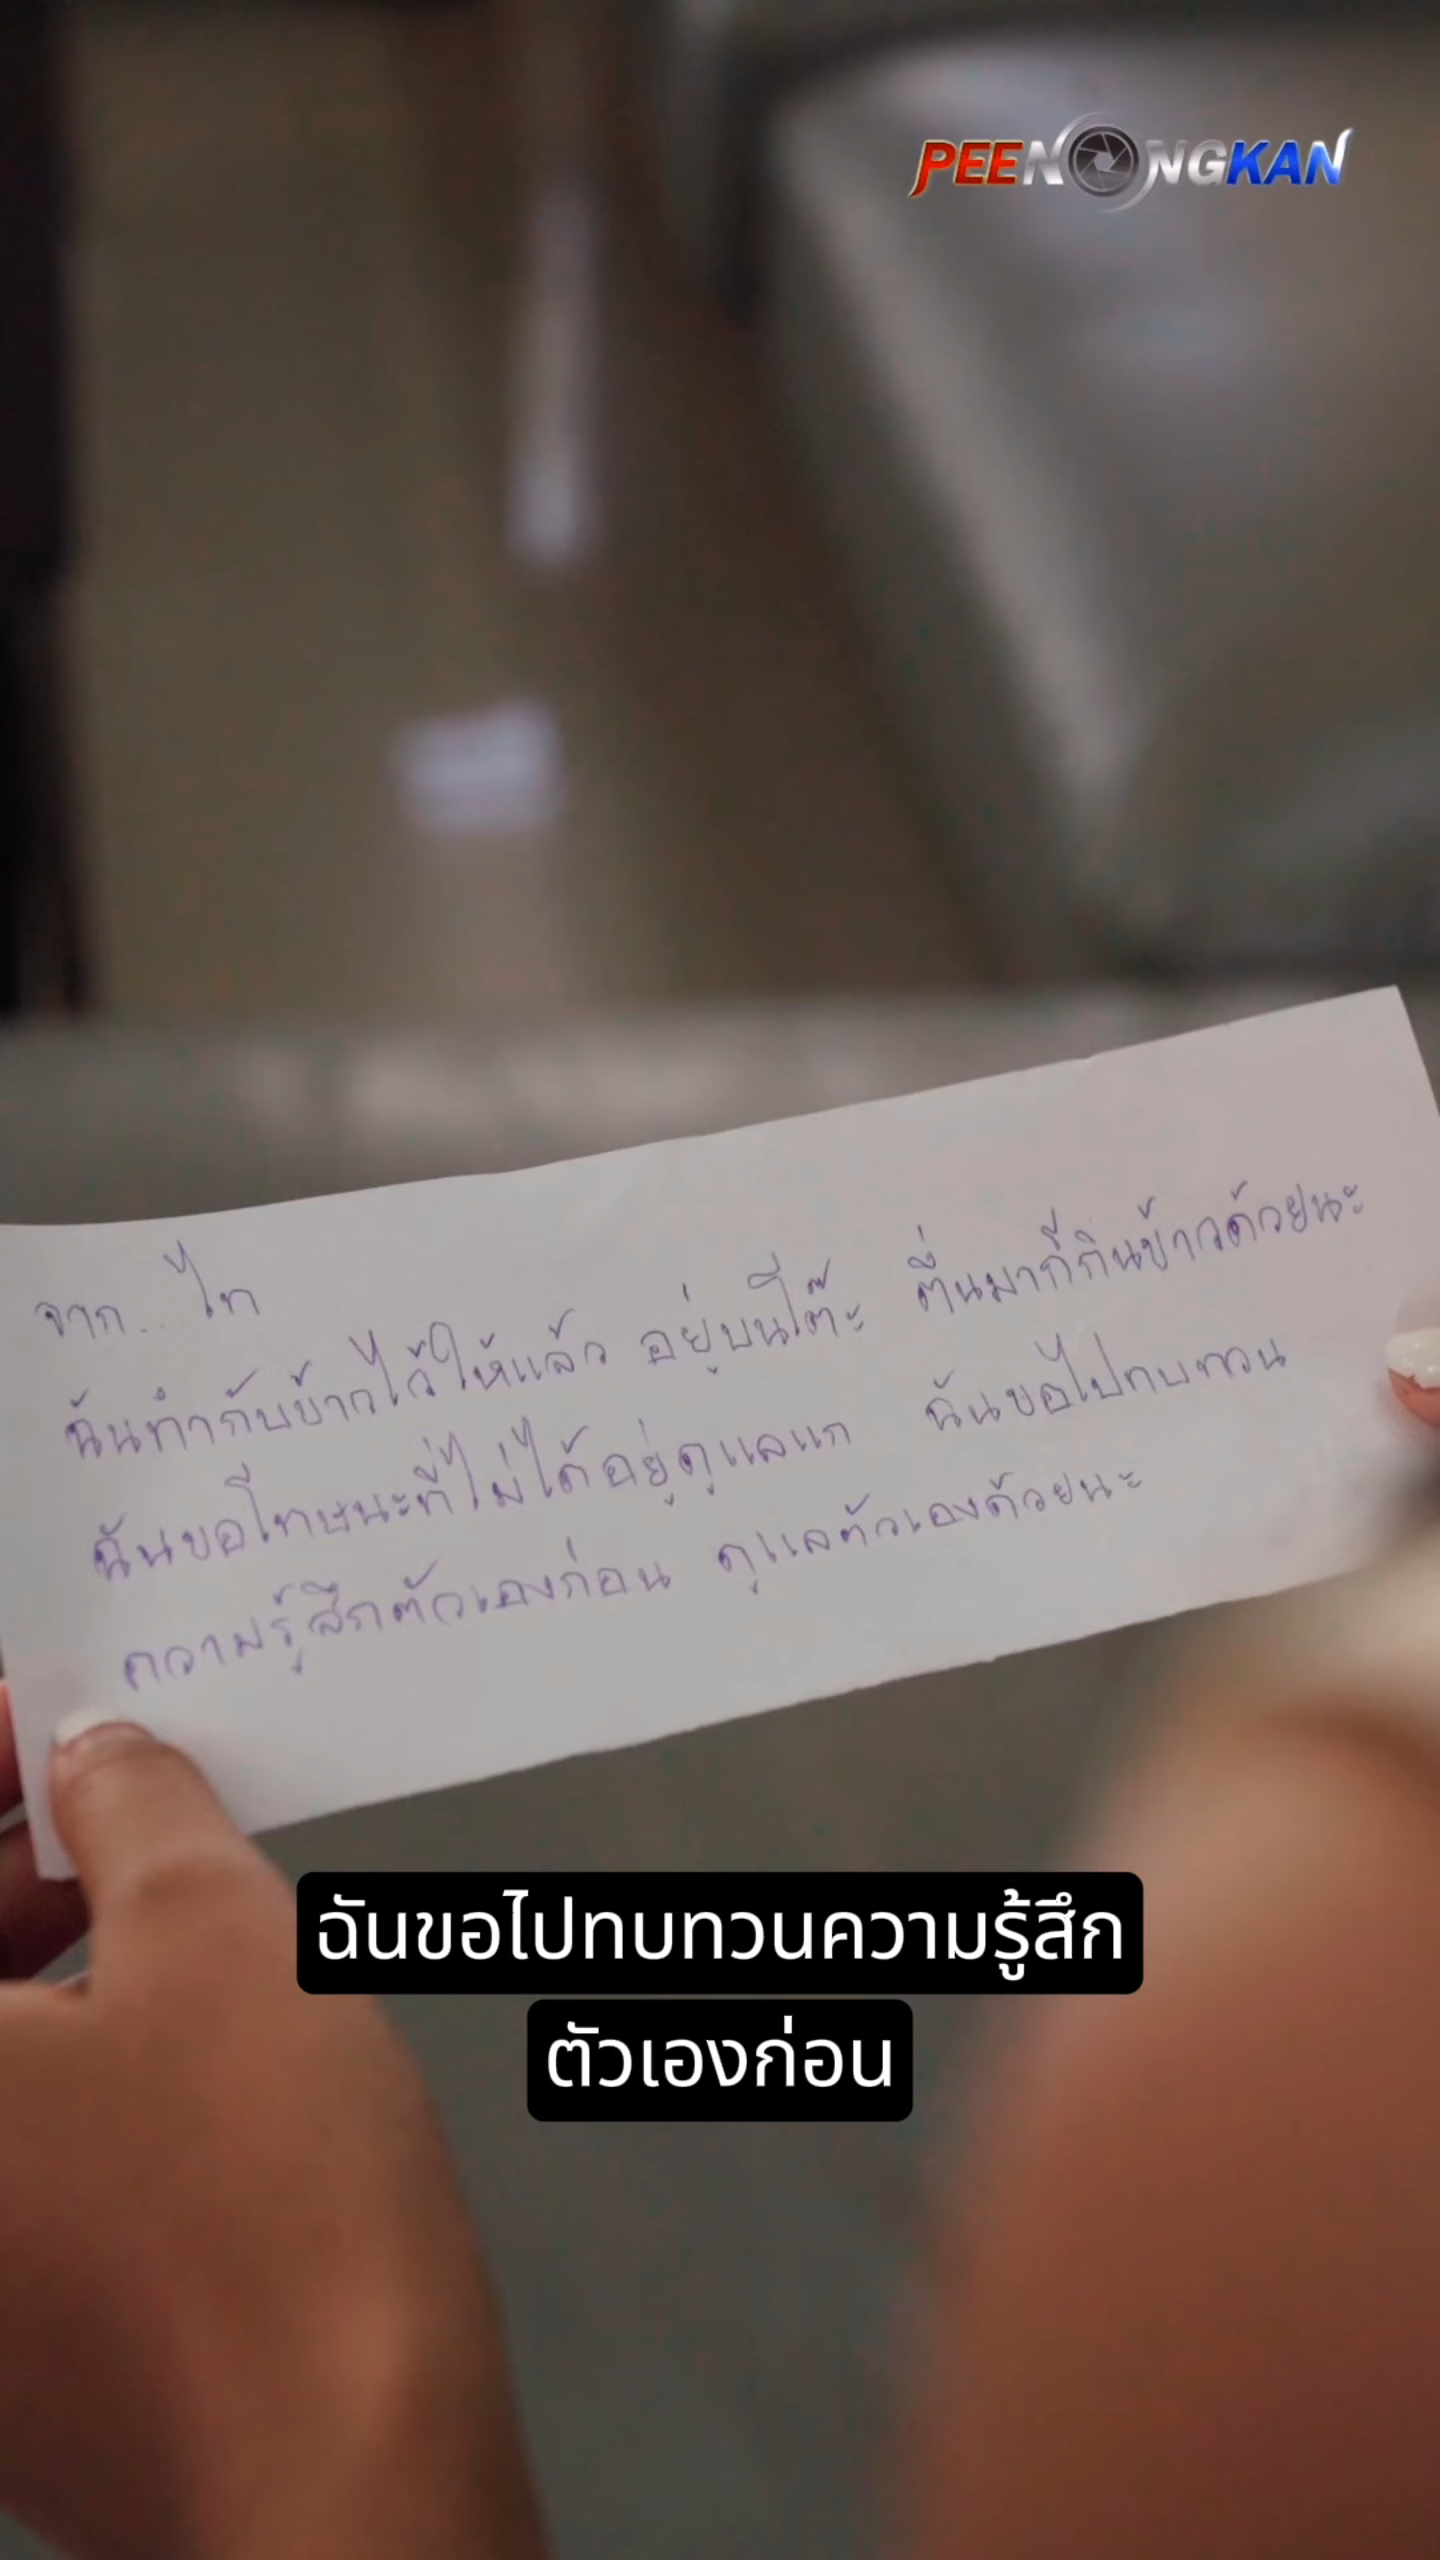 PEENONGKAN
จาก... ไท
ฉันทำกับข้าวไว้ให้แล้ว อยู่บนโต๊ะ ตื่นมาก็กินข้าวด้วยนะ
ฉันขอโทษนะที่ไม่ได้อยู่ดูแลแก ฉันขอไปทบทวน
ความรู้สึกตัวเองก่อน ดูแลตัวเองด้วยนะ
ฉันขอไปทบทวนความรู้สึก
ตัวเองก่อน